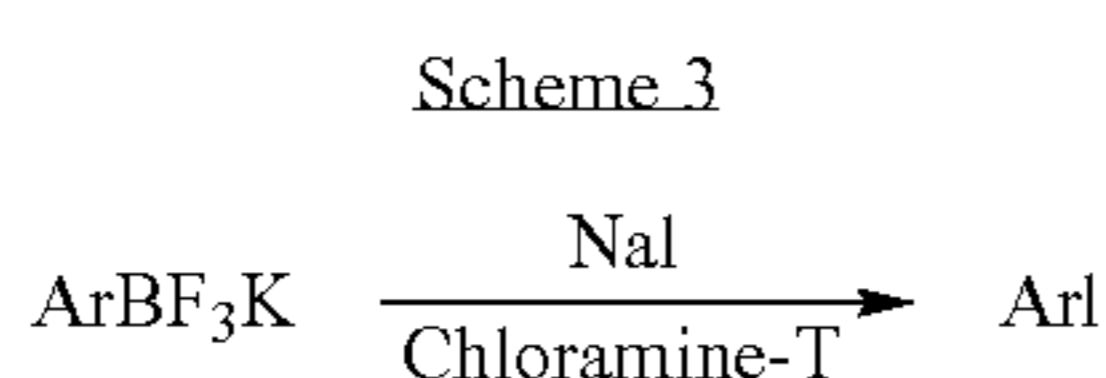 Scheme 3
NaI
ArBF₃K
ArI
Chloramine-T